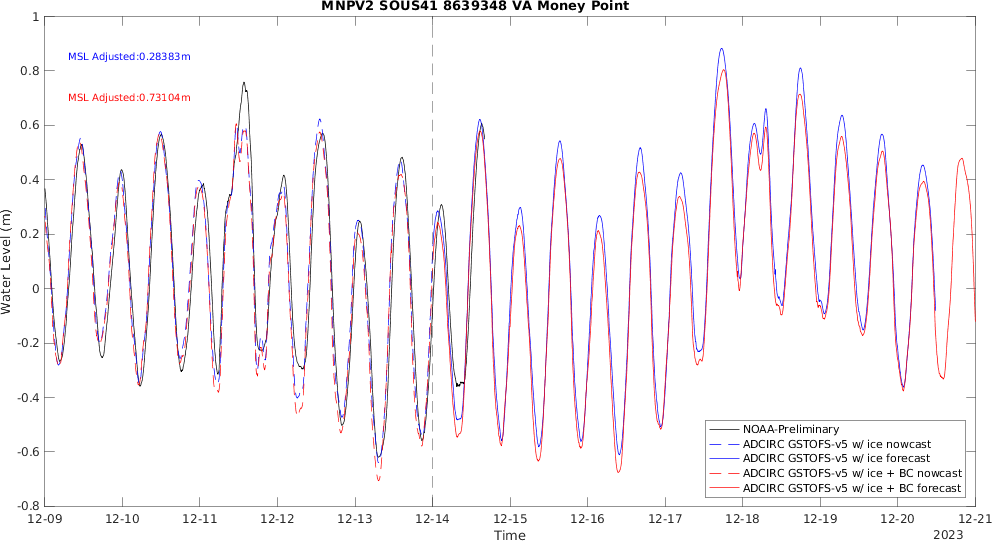 MNPV2 SOUS41 8639348 VA Money Point
MSL Adjusted:0.28383m
MSL Adjusted:0.73104m
Water Level (m)
1
0.8
0.6
0.4
0.2
0
-0.2
-0.4
-0.6
-0.8
NOAA-Preliminary
ADCIRC GSTOFS-v5 w/ ice nowcast
ADCIRC GSTOFS-v5 w/ ice forecast
ADCIRC GSTOFS-v5 w/ ice + BC nowcast
ADCIRC GSTOFS-v5 w/ ice + BC forecast
12-09 12-10 12-11 12-12 12-13 12-14 12-15 12-16 12-17 12-18 12-19 12-20 12-21
Time
2023